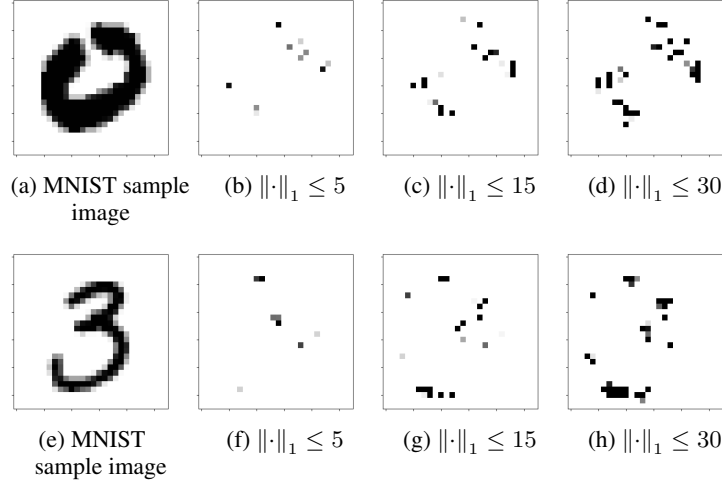 (a) MNIST sample image
(b) ‖·‖₁ ≤ 5
(c) ‖·‖₁ ≤ 15
(d) ‖·‖₁ ≤ 30
(e) MNIST sample image
(f) ‖·‖₁ ≤ 5
(g) ‖·‖₁ ≤ 15
(h) ‖·‖₁ ≤ 30